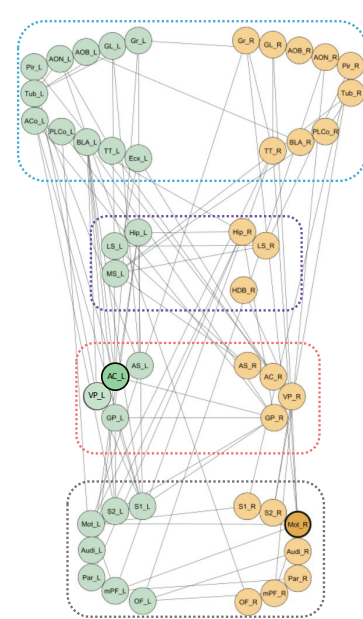 Gr_L Gr_R
GL_L GL_R
AOB_L AOB_R
AON_L AON_R
Pir_L Pir_R
Tub_L Tub_R
ACo_L
PLCo_L PLCo_R
BLA_L BLA_R
TT_L TT_R
Ecx_L
Hip_L Hip_R
LS_L LS_R
MS_L
HDB_R
AS_L AS_R
AC_L AC_R
VP_L VP_R
GP_L GP_R
S1_L S1_R
S2_L S2_R
Mot_L Mot_R
Audi_L Audi_R
Par_L Par_R
mPF_L mPF_R
OF_L OF_R